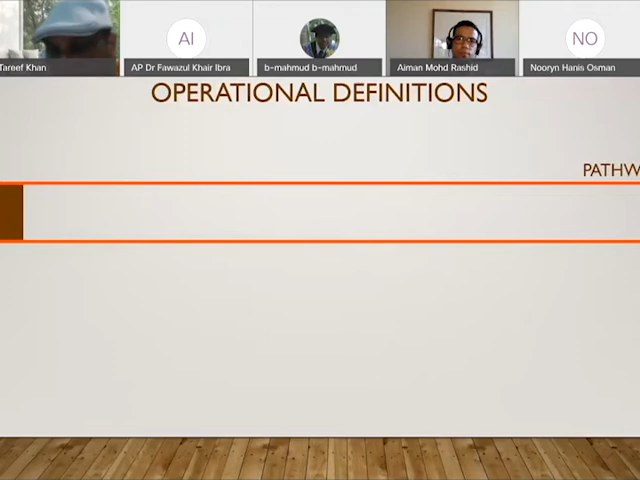 AI
NO
Tareef Khan
AP Dr Fawazul Khair Ibra
b-mahmud b-mahmud
Aiman Mohd Rashid
Nooryn Hanis Osman
OPERATIONAL DEFINITIONS
PATHW